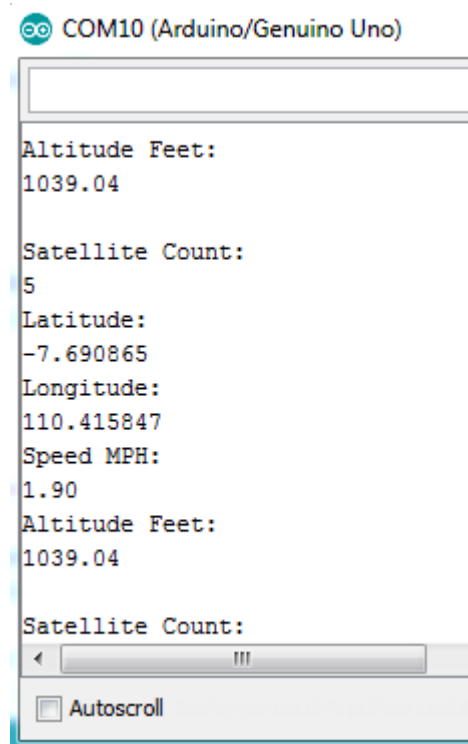 COM10 (Arduino/Genuino Uno)
Altitude Feet:
1039.04
Satellite Count:
5
Latitude:
-7.690865
Longitude:
110.415847
Speed MPH:
1.90
Altitude Feet:
1039.04
Satellite Count:
Autoscroll